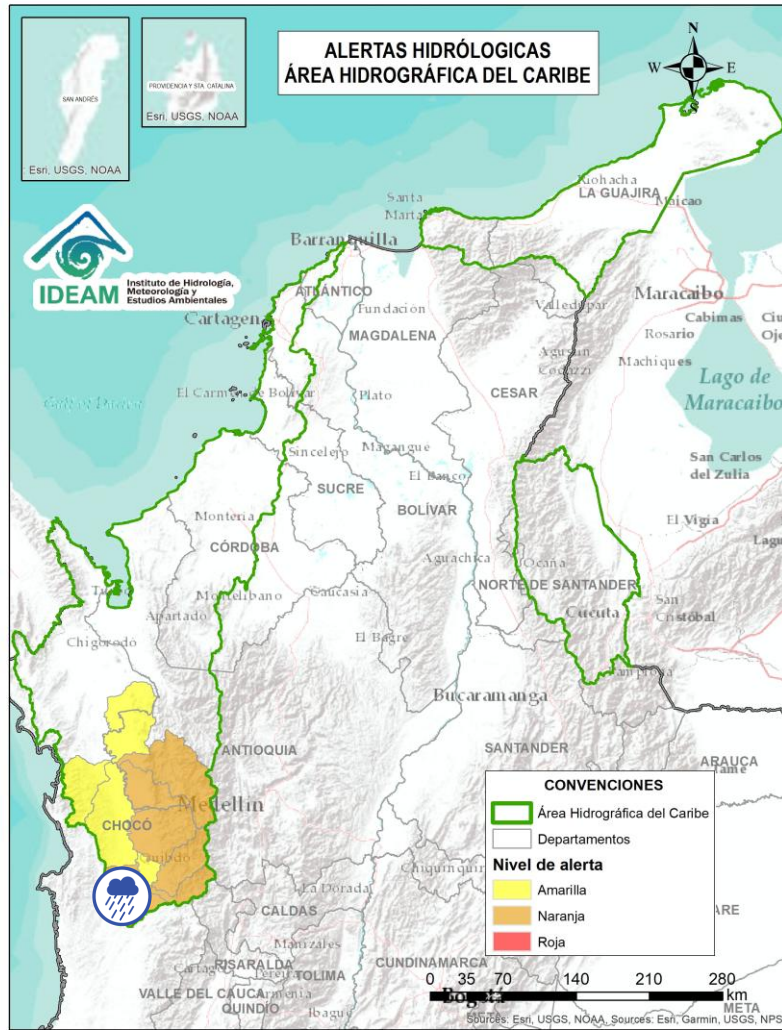 ALERTAS HIDRÓLOGICAS
ÁREA HIDROGRÁFICA DEL CARIBE
N
W
E
S
SAN ANDRÉS
: Esri, USGS, NOAA
PROVIDENCIA Y STA. CATALINA
Esri, USGS, NOAA
IDEAM
Instituto de Hidrología,
Meteorología y
Estudios Ambientales
Riohacha
LA GUAJIRA
Maicao
Santa
Marta
Barranquilla
ATLÁNTICO
Fundación
Valledupar
Maracaibo
Cabimas
Cartagen
MAGDALENA
Rosario
Agustín
Codazzi
Machiques
CESAR
Lago de
Maracaibo
El Carmen de Bolívar
Plato
Sincelejo
Magangue
San Carlos
del Zulia
El Banco
SUCRE
BOLÍVAR
El Vigía
Montería
CÓRDOBA
Aguachica
Ocaña
NORTE DE SANTANDER
Montelíbano
Caucasia
Cucuta
San
Cristóbal
Apartado
El Bagre
Chigorodó
Pamplona
Bucaramanga
ANTIOQUIA
SANTANDER
ARAUCA
Medellín
CHOCÓ
Quibdó
CONVENCIONES
Área Hidrográfica del Caribe
Departamentos
Nivel de alerta
Amarilla
Naranja
Roja
La Dorada
CALDAS
Manizales
RISARALDA
TOLIMA
CUNDINAMARCA
VALLE DEL CAUCA
QUINDÍO
Ibague
Bogotá
META
META
0 35 70 140 210 280
km
Sources: Esri, USGS, NOAA, Sources: Esri, Garmin, USGS, NPS